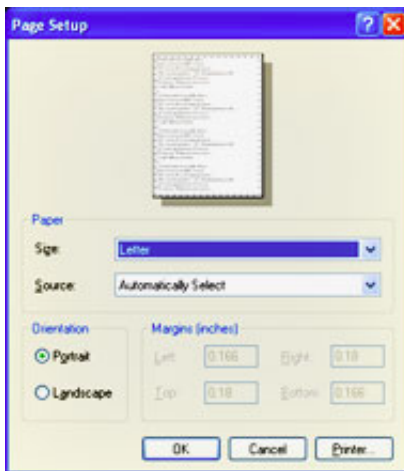 Page Setup
Paper
Size: Letter
Source: Automatically Select
Orientation
Portrait
Landscape
Margins (inches)
Left: 0.166 Right: 0.18
Top: 0.18 Bottom: 0.166
OK Cancel Printer...